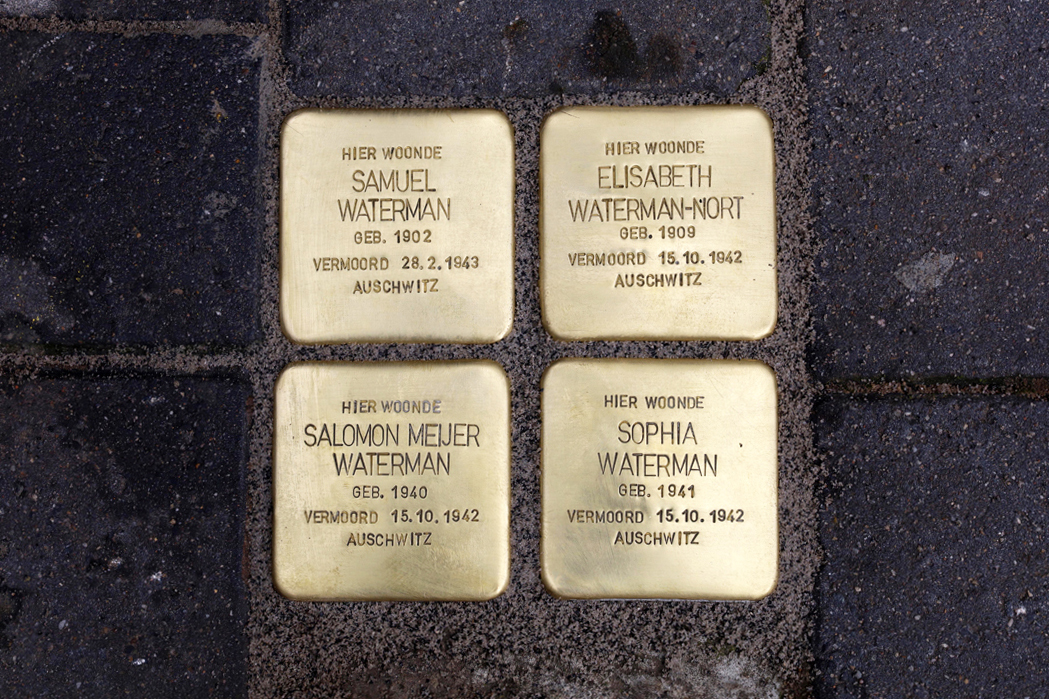 HIER WOONDE
SAMUEL
WATERMAN
GEB. 1902
VERMOORD 28.2.1943
AUSCHWITZ
HIER WOONDE
ELISABETH
WATERMAN-NORT
GEB. 1909
VERMOORD 15.10.1942
AUSCHWITZ
HIER WOONDE
SALOMON MEIJER
WATERMAN
GEB. 1940
VERMOORD 15.10.1942
AUSCHWITZ
HIER WOONDE
SOPHIA
WATERMAN
GEB. 1941
VERMOORD 15.10.1942
AUSCHWITZ